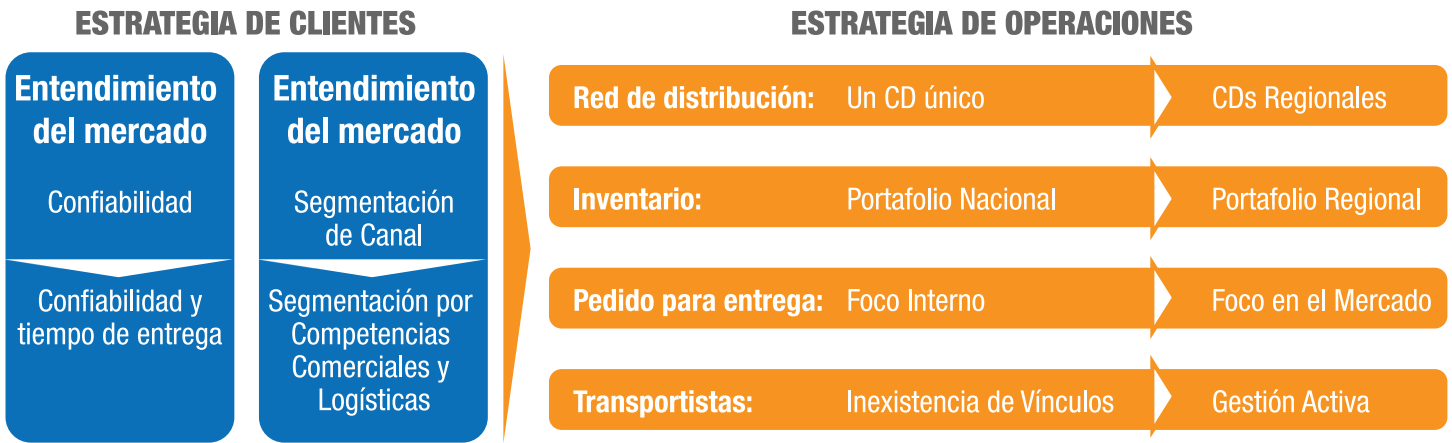 ESTRATEGIA DE CLIENTES
Entendimiento
del mercado
Confiabilidad
Confiabilidad y
tiempo de entrega
Entendimiento
del mercado
Segmentación
de Canal
Segmentación por
Competencias
Comerciales y
Logísticas
ESTRATEGIA DE OPERACIONES
Red de distribución: Un CD único CDs Regionales
Inventario: Portafolio Nacional Portafolio Regional
Pedido para entrega: Foco Interno Foco en el Mercado
Transportistas: Inexistencia de Vínculos Gestión Activa